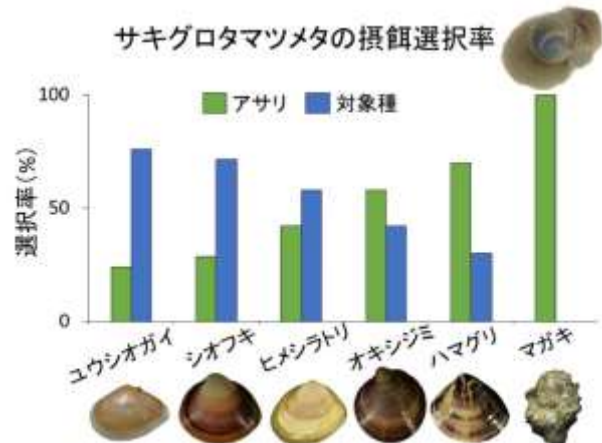 サキグロタマツメタの摂餌選択率
アサリ 対象種
選択率(%)
100
50
0
ユウシオガイ
シオフキ
ヒメシラトリ
オキシジミ
ハマグリ
マガキ